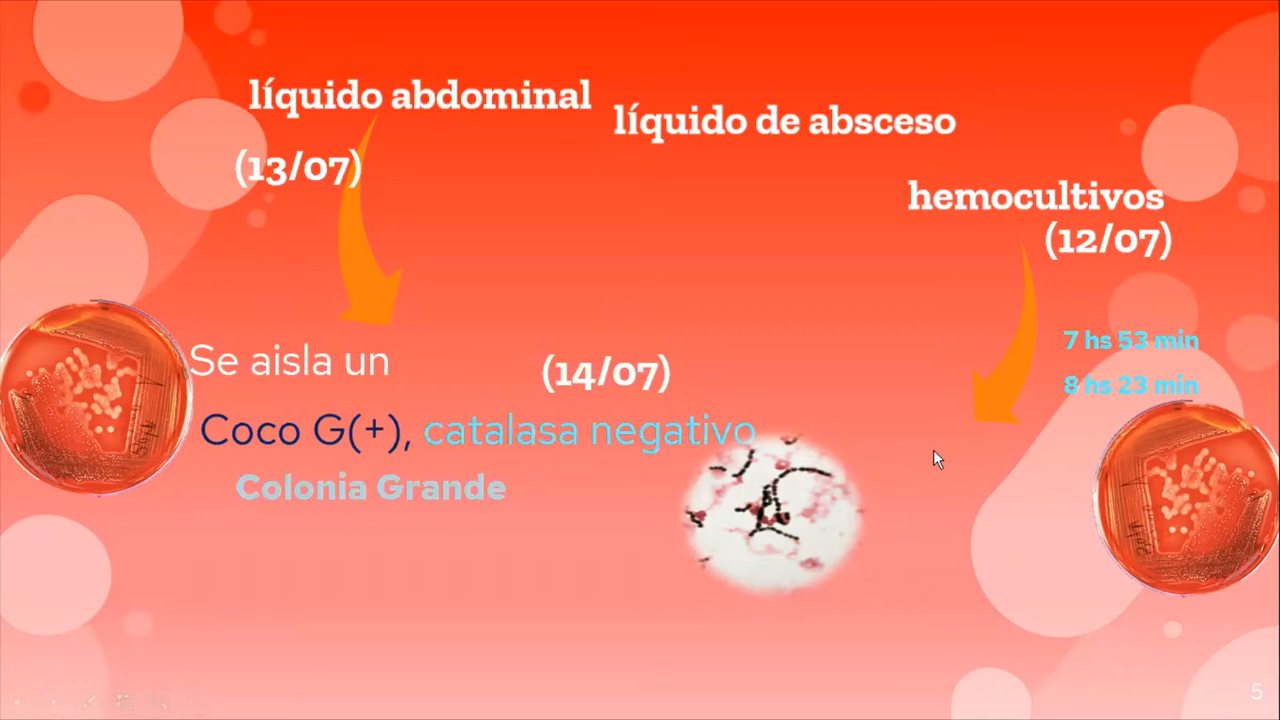 líquido abdominal
(13/07)
líquido de absceso
hemocultivos
(12/07)
7 hs 53 min
8 hs 23 min
Se aisla un
(14/07)
Coco G(+), catalasa negativo
Colonia Grande
5